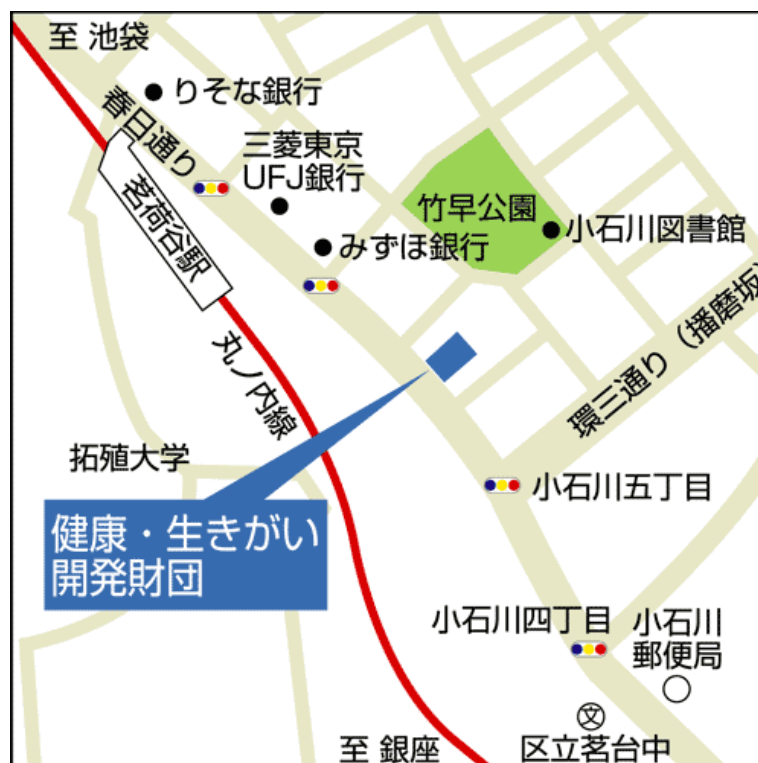 至 池袋
りそな銀行
春日通り
三菱東京
UFJ銀行
茗荷谷駅
竹早公園
小石川図書館
みずほ銀行
環三通り（播磨坂）
丸ノ内線
拓殖大学
小石川五丁目
健康・生きがい
開発財団
小石川四丁目
小石川
郵便局
文
至 銀座
区立茗台中